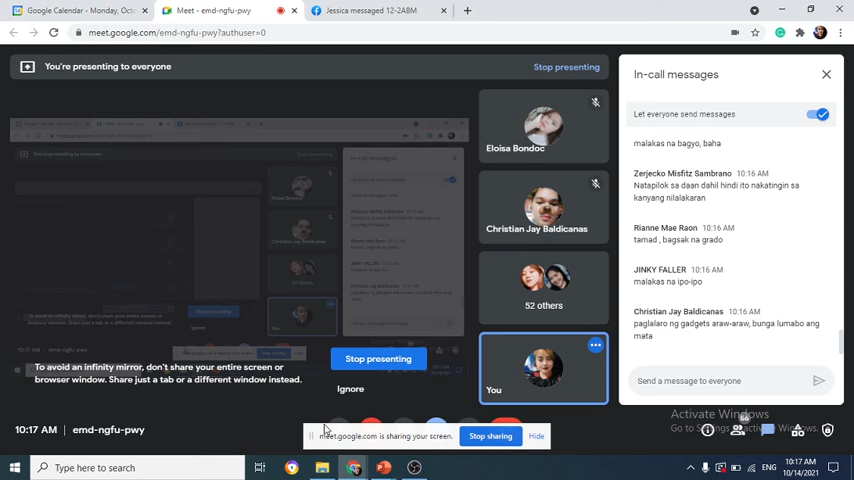 Google Calendar - Monday, Octo
Meet - emd-ngfu-pwy
Jessica messaged 12-2ABM
meet.google.com/emd-ngfu-pwy?authuser=0
You're presenting to everyone
Stop presenting
In-call messages
Let everyone send messages
malakas na bagyo, baha
Zerjecko Misfitz Sambrano 10:16 AM
Natapilok sa daan dahil hindi ito nakatingin sa
kanyang nilalakaran
Rianne Mae Raon 10:16 AM
tamad , bagsak na grado
JINKY FALLER 10:16 AM
malakas na ipo-ipo
Christian Jay Baldicanas 10:16 AM
paglalaro ng gadgets araw-araw, bunga lumabo ang
mata
Send a message to everyone
Eloisa Bondoc
Christian Jay Baldicanas
52 others
You
To avoid an infinity mirror, don't share your entire screen or
browser window. Share just a tab or a different window instead.
Stop presenting
Ignore
10:17 AM | emd-ngfu-pwy
meet.google.com is sharing your screen.
Stop sharing
Hide
Activate Windows
66
Type here to search
ENG
10:17 AM
10/14/2021